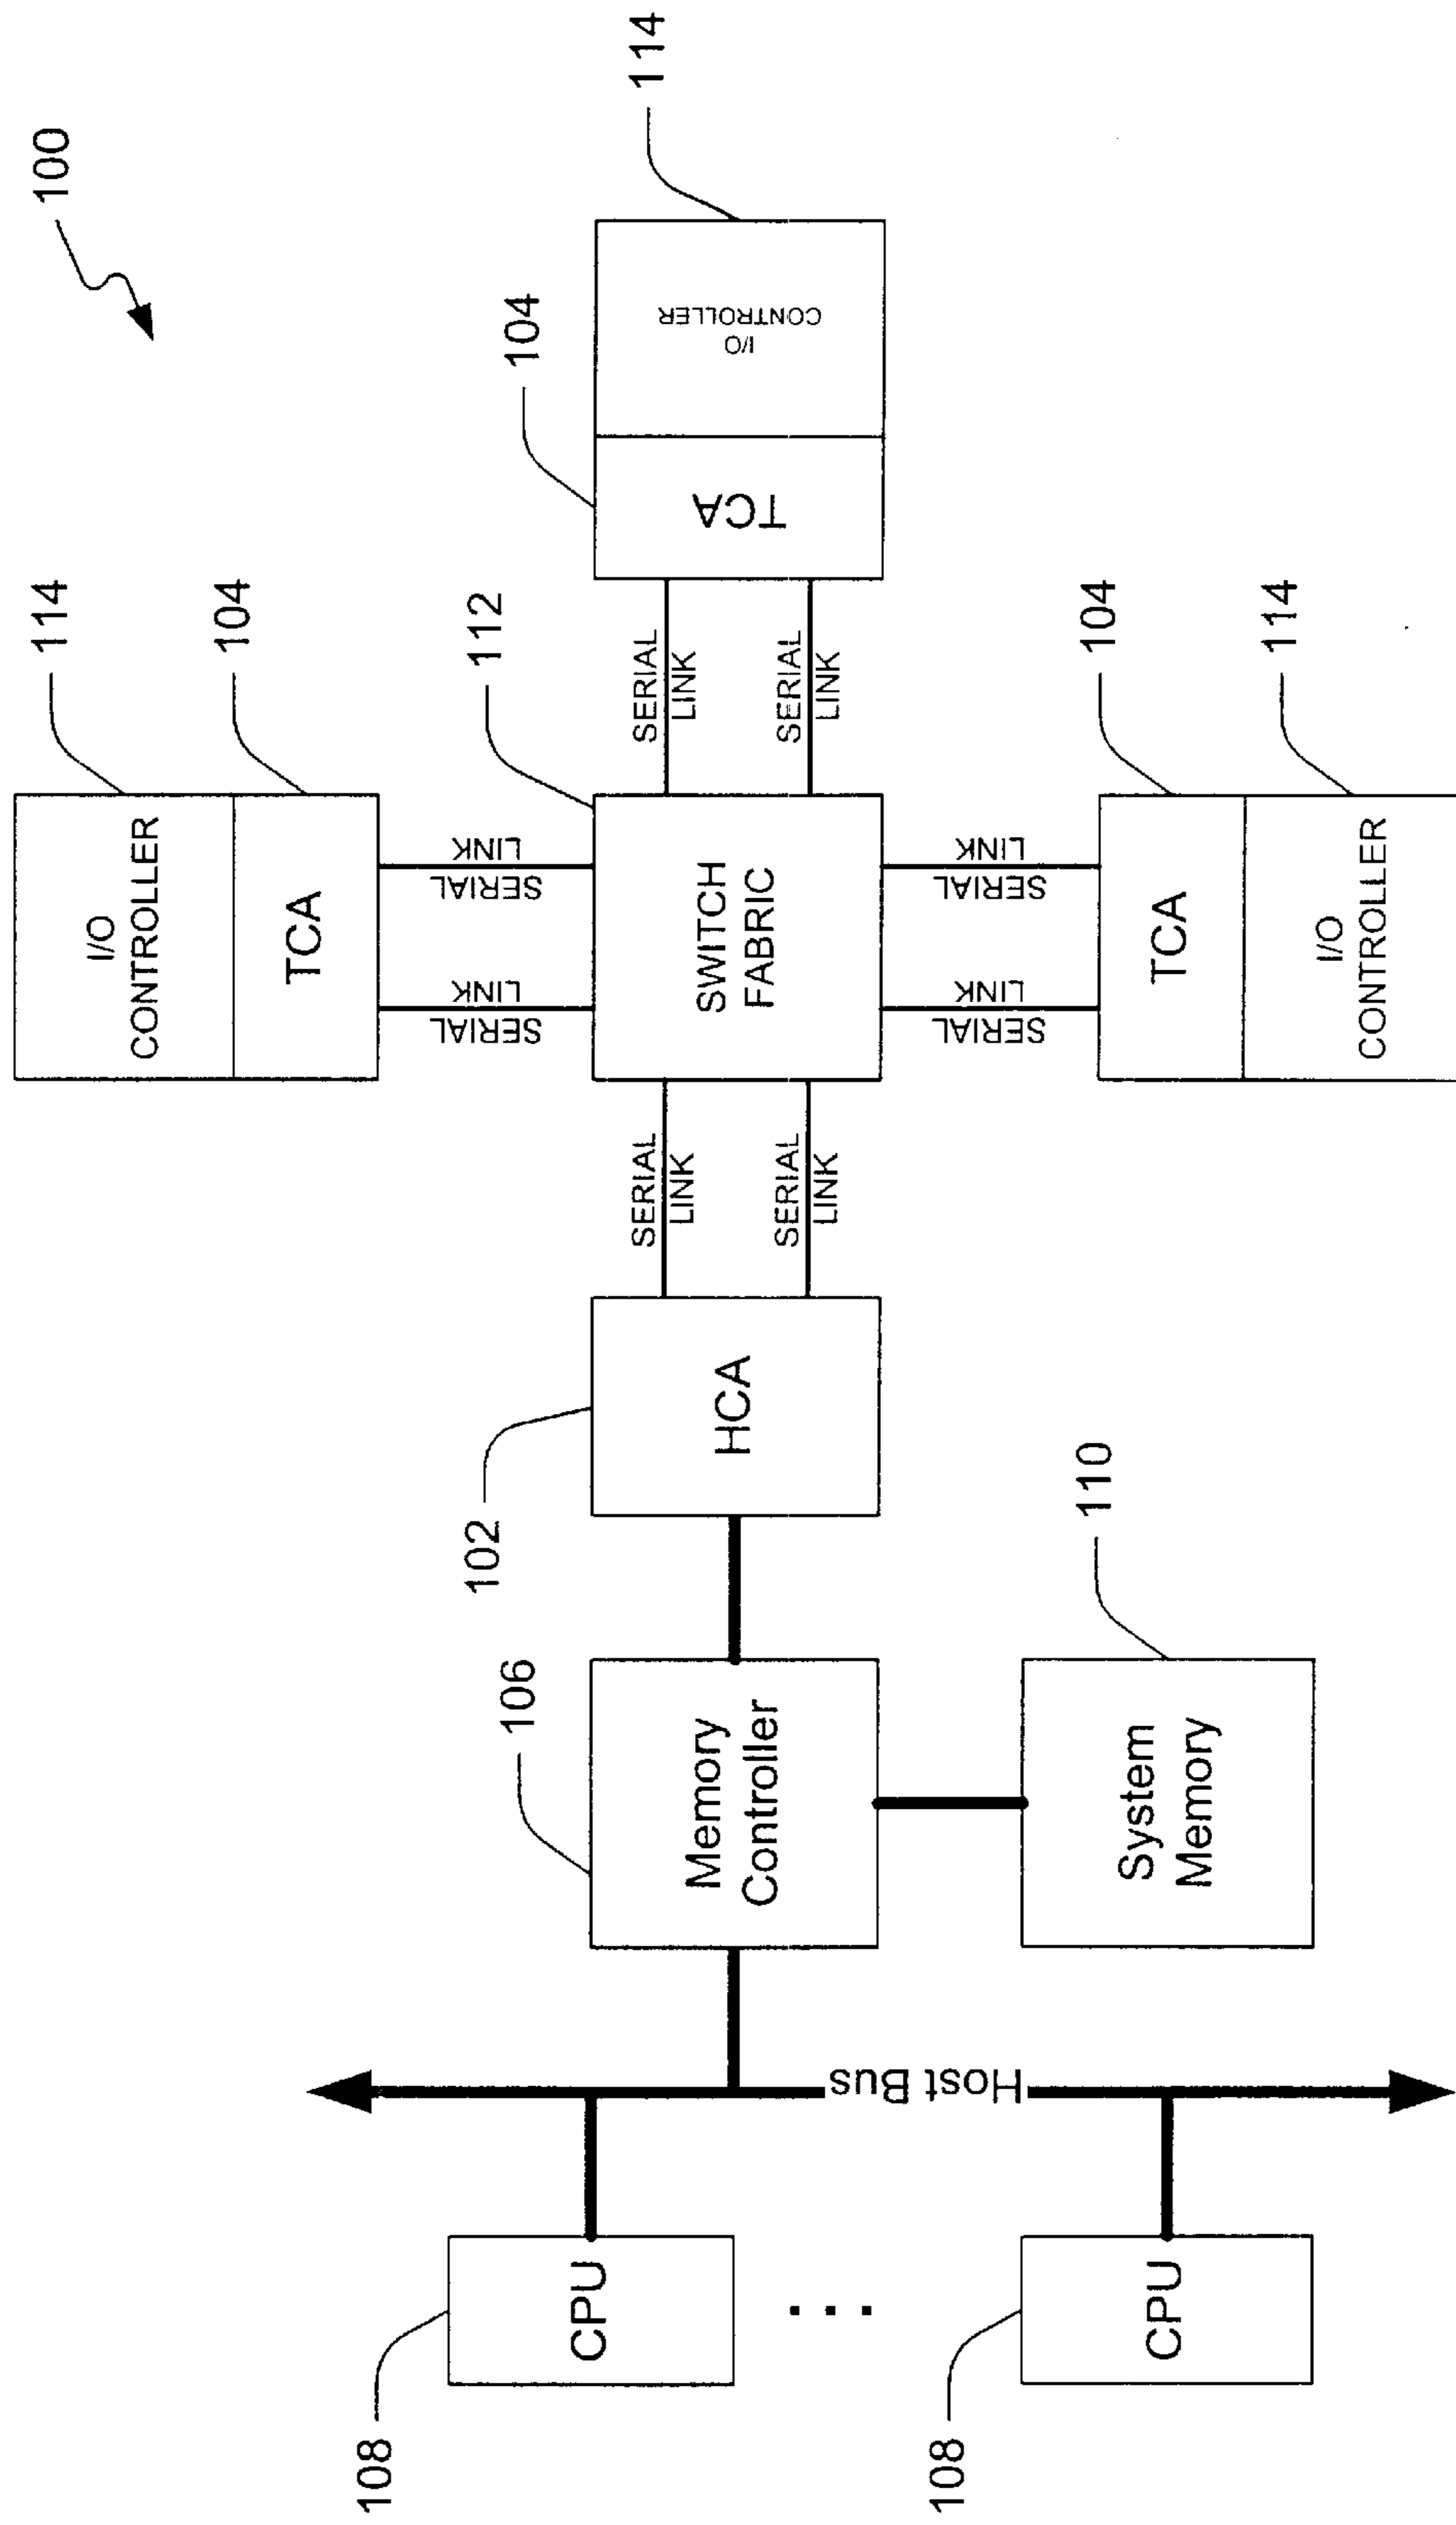 100
114
I/O
CONTROLLER
104
TCA
SERIAL
LINK
SERIAL
LINK
108
CPU
. . .
108
CPU
Host Bus
106
Memory
Controller
110
System
Memory
102
HCA
SERIAL
LINK
SERIAL
LINK
112
SWITCH
FABRIC
SERIAL
LINK
SERIAL
LINK
104
TCA
114
I/O
CONTROLLER
SERIAL
LINK
SERIAL
LINK
104
TCA
114
I/O
CONTROLLER